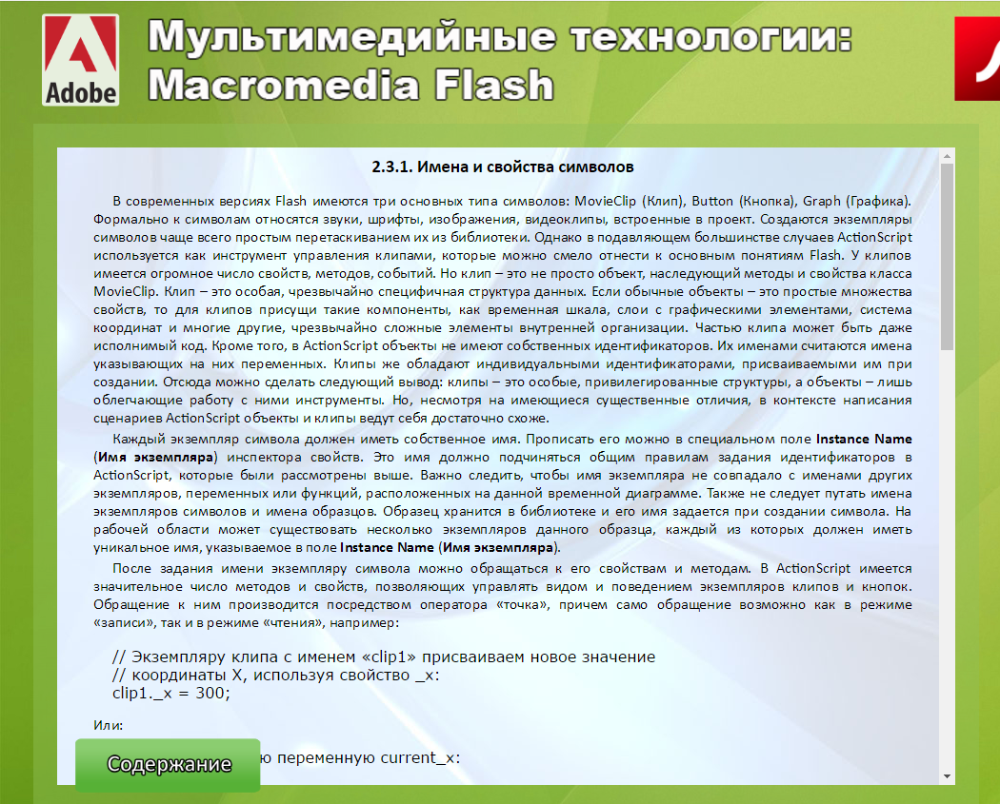 Adobe
Мультимедийные технологии:
Macromedia Flash
2.3.1. Имена и свойства символов
В современных версиях Flash имеются три основных типа символов: MovieClip (Клип), Button (Кнопка), Graph (Графика).
Формально к символам относятся звуки, шрифты, изображения, видеоклипы, встроенные в проект. Создаются экземпляры
символов чаще всего простым перетаскиванием их из библиотеки. Однако в подавляющем большинстве случаев ActionScript
используется как инструмент управления клипами, которые можно смело отнести к основным понятиям Flash. У клипов
имеется огромное число свойств, методов, событий. Но клип – это не просто объект, наследующий методы и свойства класса
MovieClip. Клип – это особая, чрезвычайно специфичная структура данных. Если обычные объекты – это простые множества
свойств, то для клипов присущи такие компоненты, как временная шкала, слои с графическими элементами, система
координат и многие другие, чрезвычайно сложные элементы внутренней организации. Частью клипа может быть даже
исполнимый код. Кроме того, в ActionScript объекты не имеют собственных идентификаторов. Их именами считаются имена
указывающих на них переменных. Клипы же обладают индивидуальными идентификаторами, присваиваемыми им при
создании. Отсюда можно сделать следующий вывод: клипы – это особые, привилегированные структуры, а объекты – лишь
облегчающие работу с ними инструменты. Но, несмотря на имеющиеся существенные отличия, в контексте написания
сценариев ActionScript объекты и клипы ведут себя достаточно схоже.
Каждый экземпляр символа должен иметь собственное имя. Прописать его можно в специальном поле Instance Name
(Имя экземпляра) инспектора свойств. Это имя должно подчиняться общим правилам задания идентификаторов в
ActionScript, которые были рассмотрены выше. Важно следить, чтобы имя экземпляра не совпадало с именами других
экземпляров, переменных или функций, расположенных на данной временной диаграмме. Также не следует путать имена
экземпляров символов и имена образцов. Образец хранится в библиотеке и его имя задается при создании символа. На
рабочей области может существовать несколько экземпляров данного образца, каждый из которых должен иметь
уникальное имя, указываемое в поле Instance Name (Имя экземпляра).
После задания имени экземпляру символа можно обращаться к его свойствам и методам. В ActionScript имеется
значительное число методов и свойств, позволяющих управлять видом и поведением экземпляров клипов и кнопок.
Обращение к ним производится посредством оператора «точка», причем само обращение возможно как в режиме
«записи», так и в режиме «чтения», например:
// Экземпляру клипа с именем «clip1» присваиваем новое значение
// координаты X, используя свойство _x:
clip1._x = 300;
Или:
ю переменную current_x:
Содержание